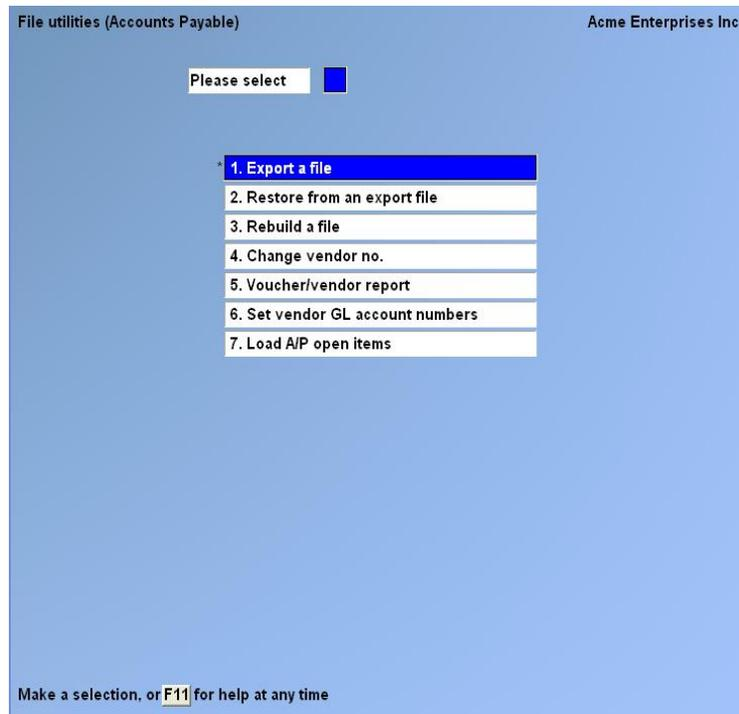 File utilities (Accounts Payable) Acme Enterprises Inc
Please select
* 1. Export a file
2. Restore from an export file
3. Rebuild a file
4. Change vendor no.
5. Voucher/vendor report
6. Set vendor GL account numbers
7. Load A/P open items
Make a selection, or F11 for help at any time